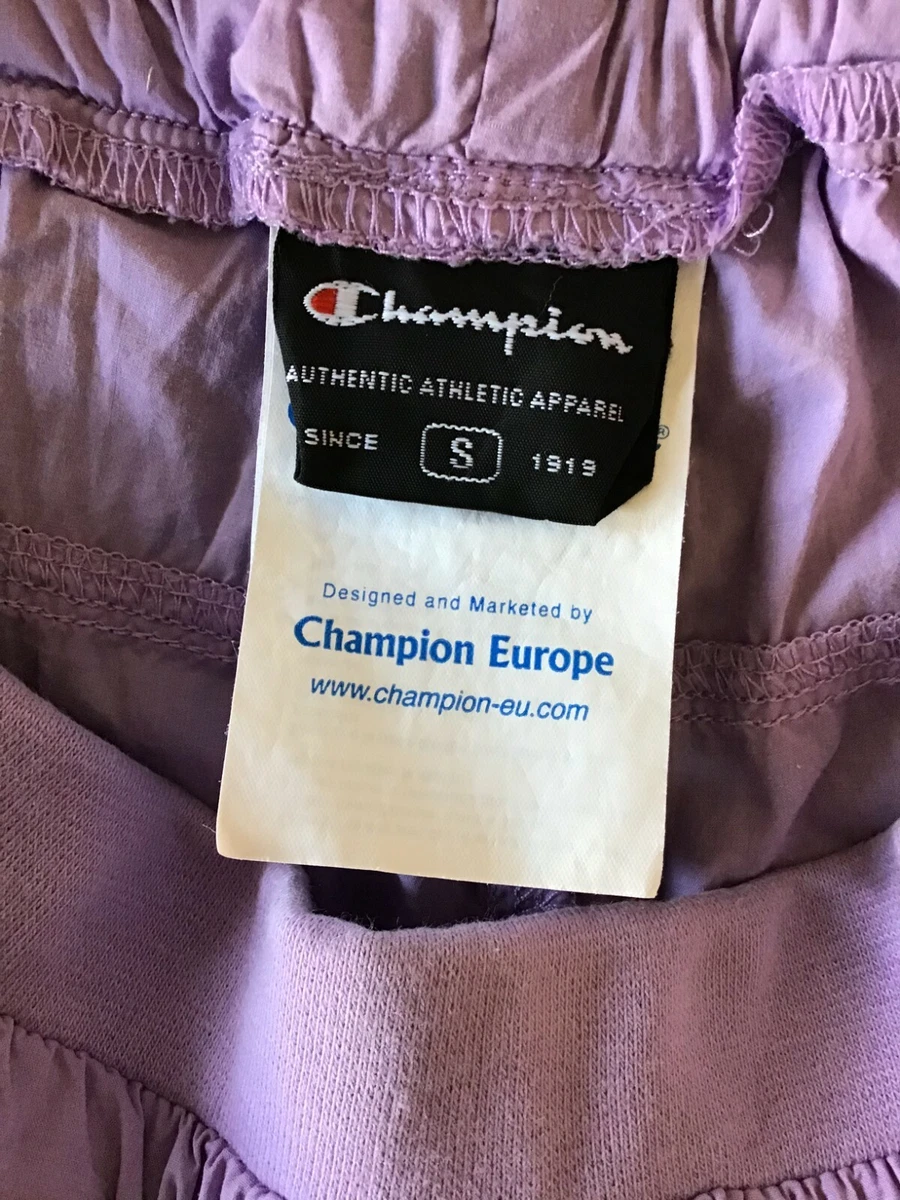 Champion
AUTHENTIC ATHLETIC APPAREL
SINCE S 1919
®
Designed and Marketed by
Champion Europe
www.champion-eu.com